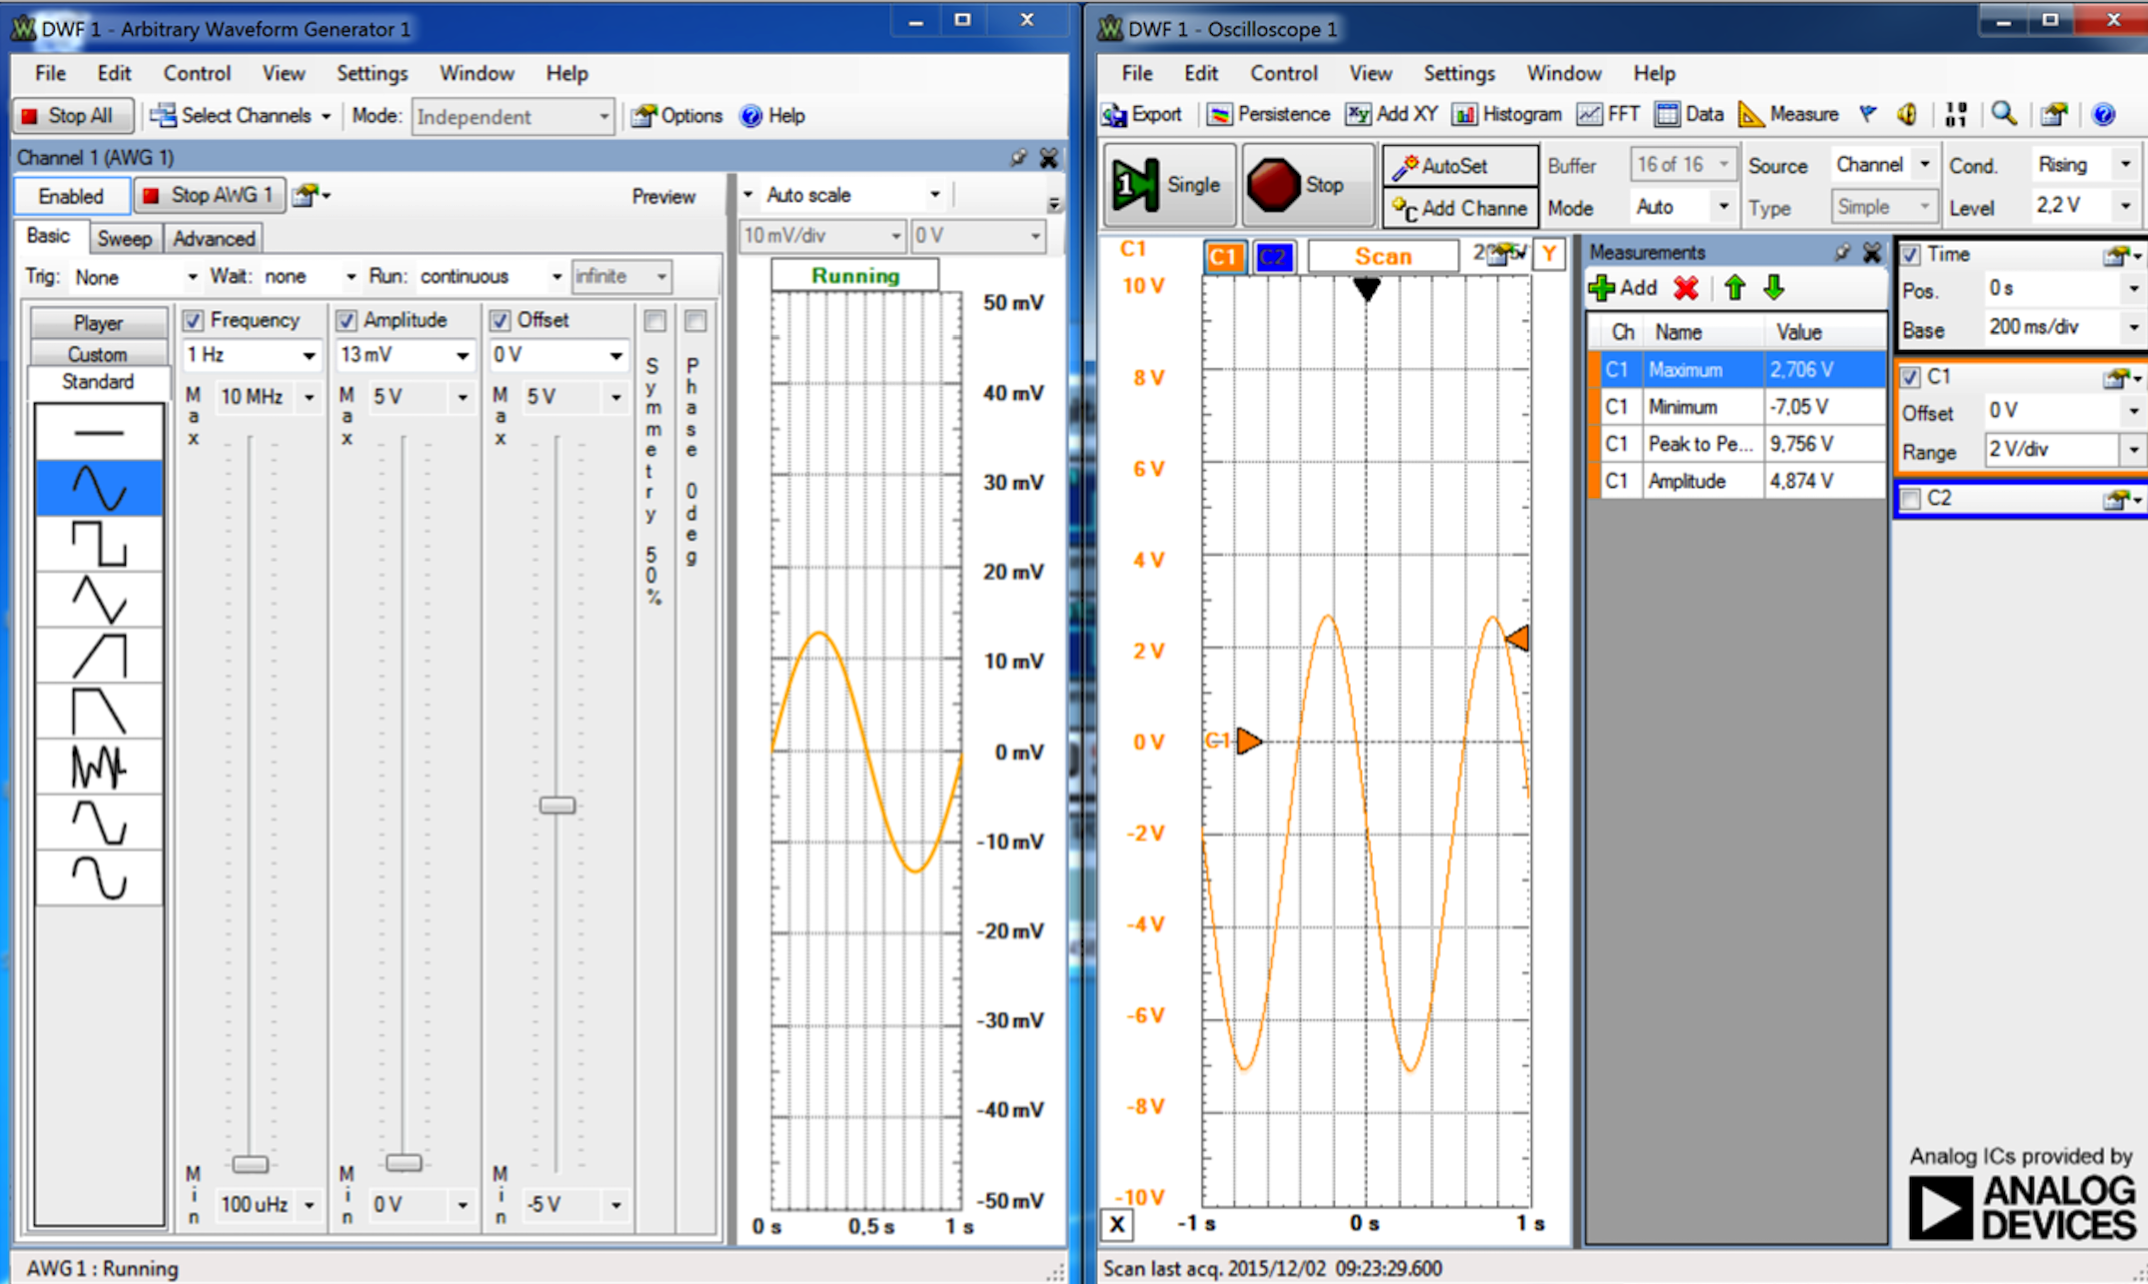 DWF 1 - Arbitrary Waveform Generator 1
File Edit Control View Settings Window Help
Stop All Select Channels Mode: Independent Options Help
Channel 1 (AWG 1)
Enabled Stop AWG 1 Preview
Basic Sweep Advanced
Trig: None Wait: none Run: continuous infinite
Player
Custom
Standard
Frequency
1 Hz
Max 10 MHz
Min 100 uHz
Amplitude
13 mV
Max 5 V
Min 0 V
Offset
0 V
Max 5 V
Min -5 V
Symmetry 50%
Phase 0deg
Auto scale
10 mV/div 0 V
Running
50 mV
40 mV
30 mV
20 mV
10 mV
0 mV
-10 mV
-20 mV
-30 mV
-40 mV
-50 mV
0 s 0,5 s 1 s
AWG 1 : Running
DWF 1 - Oscilloscope 1
File Edit Control View Settings Window Help
Export Persistence Add XY Histogram FFT Data Measure
1 Single Stop
AutoSet
Add Channe
Buffer 16 of 16 Source Channel Cond. Rising
Mode Auto Type Simple Level 2,2 V
C1 C1 C2 Scan Y
10 V
8 V
6 V
4 V
2 V
0 V C1
-2 V
-4 V
-6 V
-8 V
-10 V
X -1 s 0 s 1 s
Measurements
Add
Ch Name Value
C1 Maximum 2,706 V
C1 Minimum -7,05 V
C1 Peak to Pe... 9,756 V
C1 Amplitude 4,874 V
Time
Pos. 0 s
Base 200 ms/div
C1
Offset 0 V
Range 2 V/div
C2
Analog ICs provided by
ANALOG
DEVICES
Scan last acq. 2015/12/02 09:23:29.600